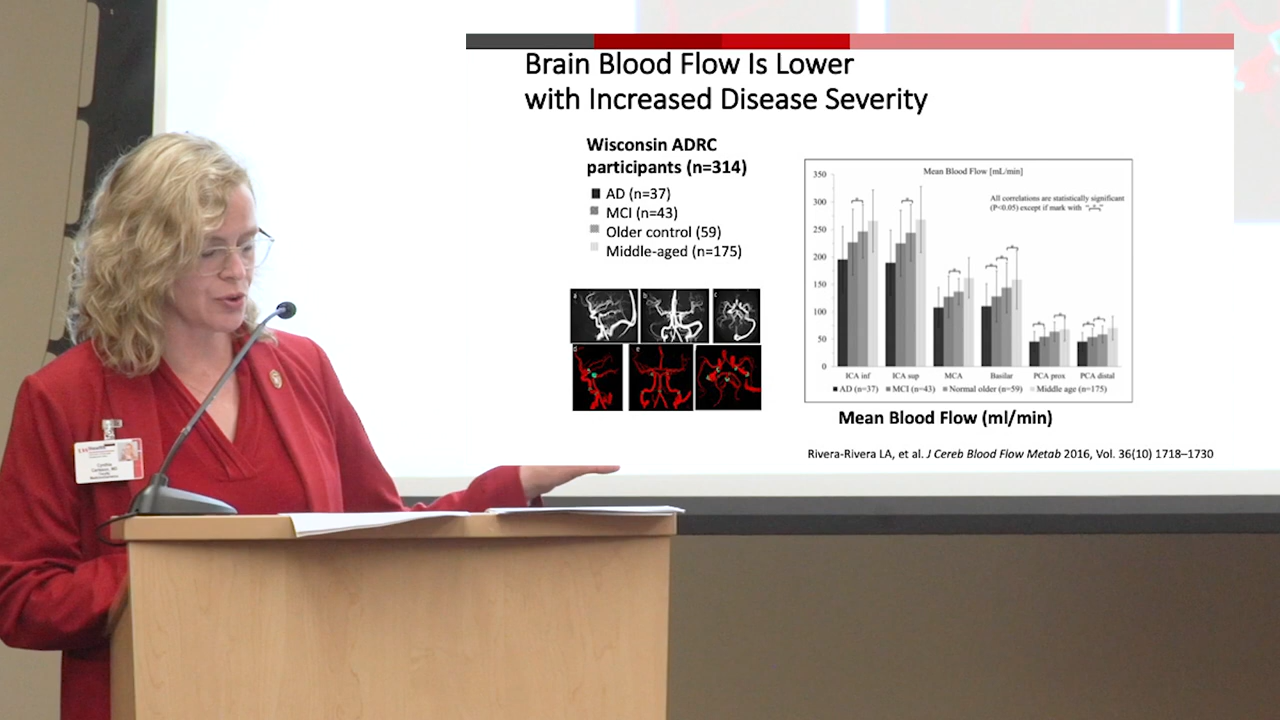 Brain Blood Flow Is Lower
with Increased Disease Severity
Wisconsin ADRC
participants (n=314)
AD (n=37)
MCI (n=43)
Older control (59)
Middle-aged (n=175)
a
b
c
d
e
Mean Blood Flow [mL/min]
All correlations are statistically significant
(P<0.05) except if mark with
350
300
250
200
150
100
50
0
ICA inf ICA sup MCA Basilar PCA prox PCA distal
AD (n=37) MCI (n=43) Normal older (n=59) Middle age (n=175)
Mean Blood Flow (ml/min)
Rivera-Rivera LA, et al. J Cereb Blood Flow Metab 2016, Vol. 36(10) 1718–1730
UWHealth